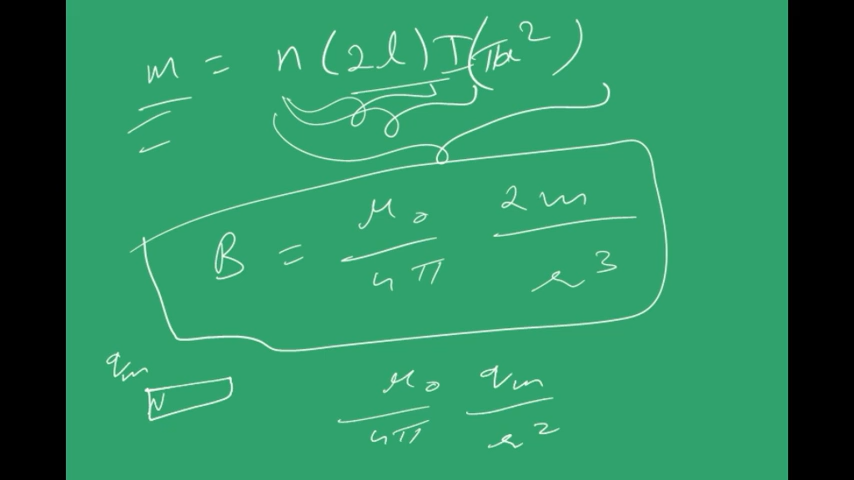 m = n (2l) I (πa²)
B = μ₀/4π 2m/r³
qm
N
μ₀/4π qm/r²